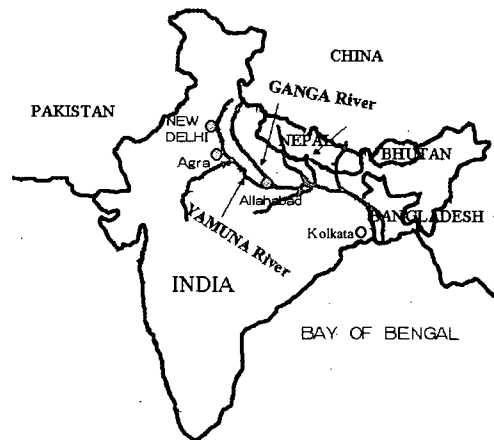 CHINA
GANGA River
PAKISTAN
NEW
DELHI
NEPAL
BHUTAN
Agra
Allahabad
BANGLADESH
YAMUNA River
Kolkata
INDIA
BAY OF BENGAL